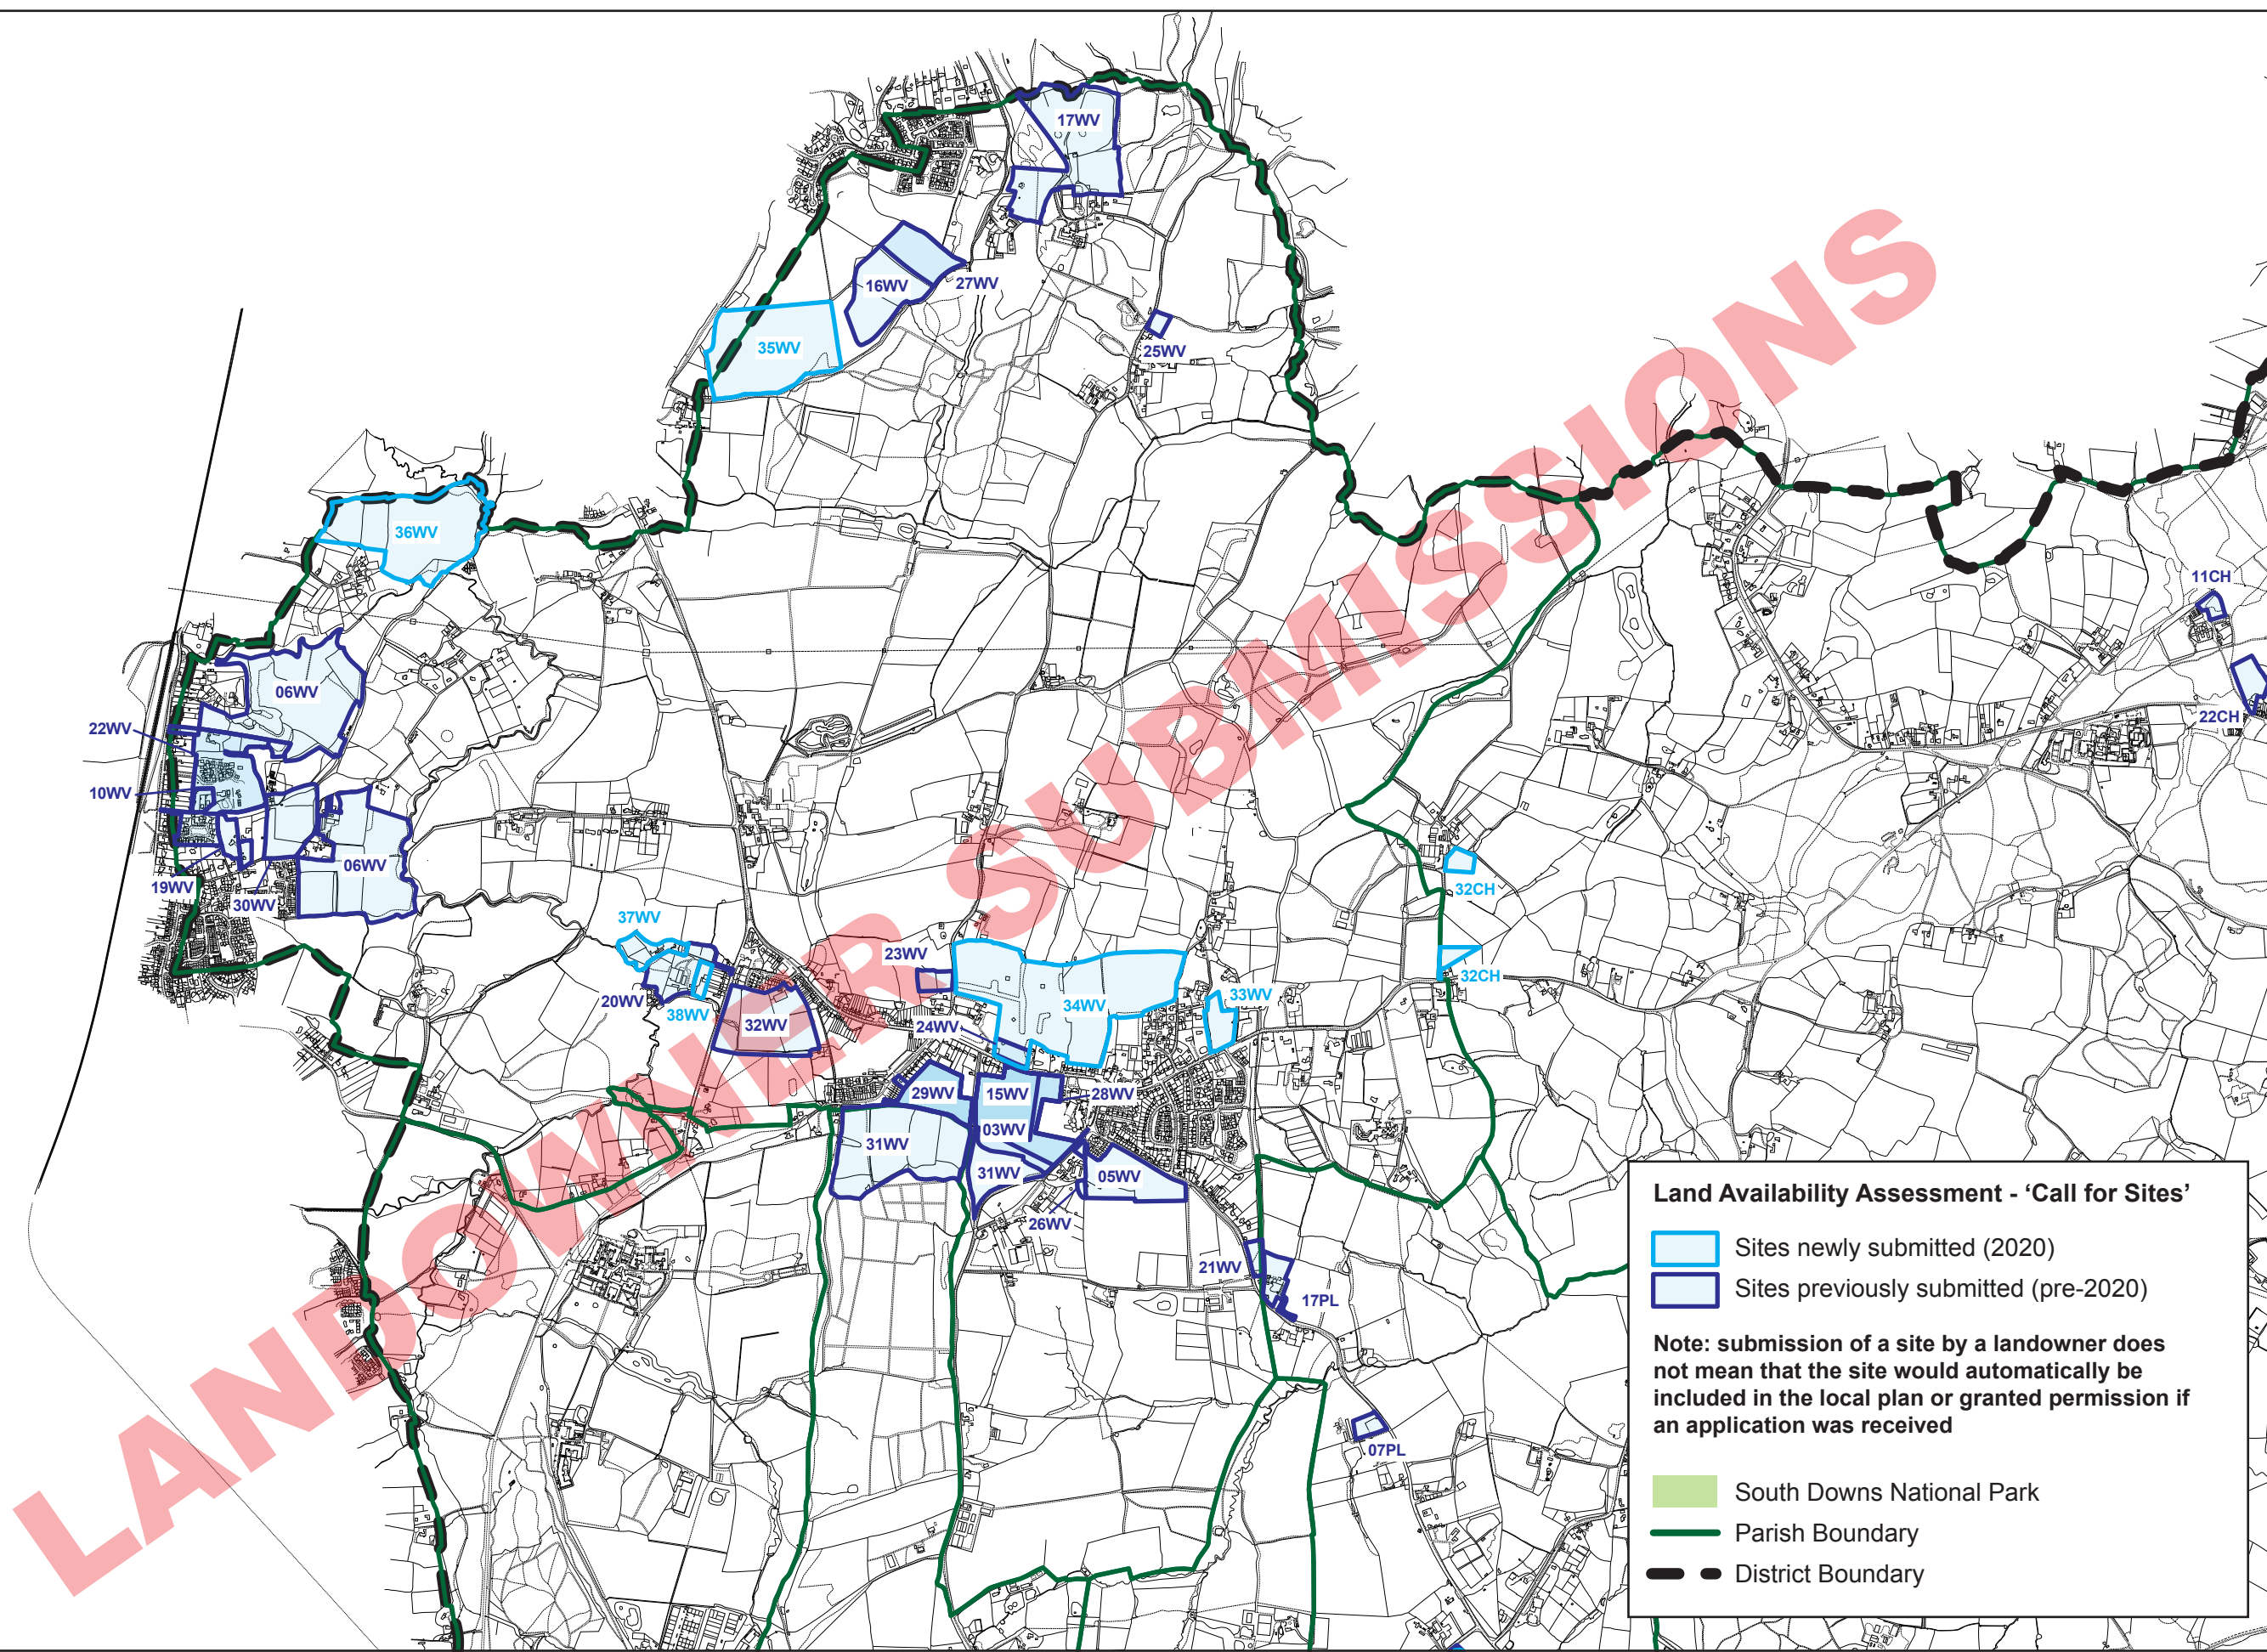 17WV
16WV
27WV
35WV
25WV
36WV
11CH
06WV
22WV
22CH
10WV
06WV
19WV
30WV
32CH
37WV
23WV
32CH
20WV
38WV
34WV
33WV
32WV
24WV
29WV
15WV
28WV
03WV
31WV
31WV
05WV
26WV
21WV
17PL
07PL
LANDOWNER SUBMISSIONS
Land Availability Assessment - ‘Call for Sites’
Sites newly submitted (2020)
Sites previously submitted (pre-2020)
Note: submission of a site by a landowner does
not mean that the site would automatically be
included in the local plan or granted permission if
an application was received
South Downs National Park
Parish Boundary
District Boundary